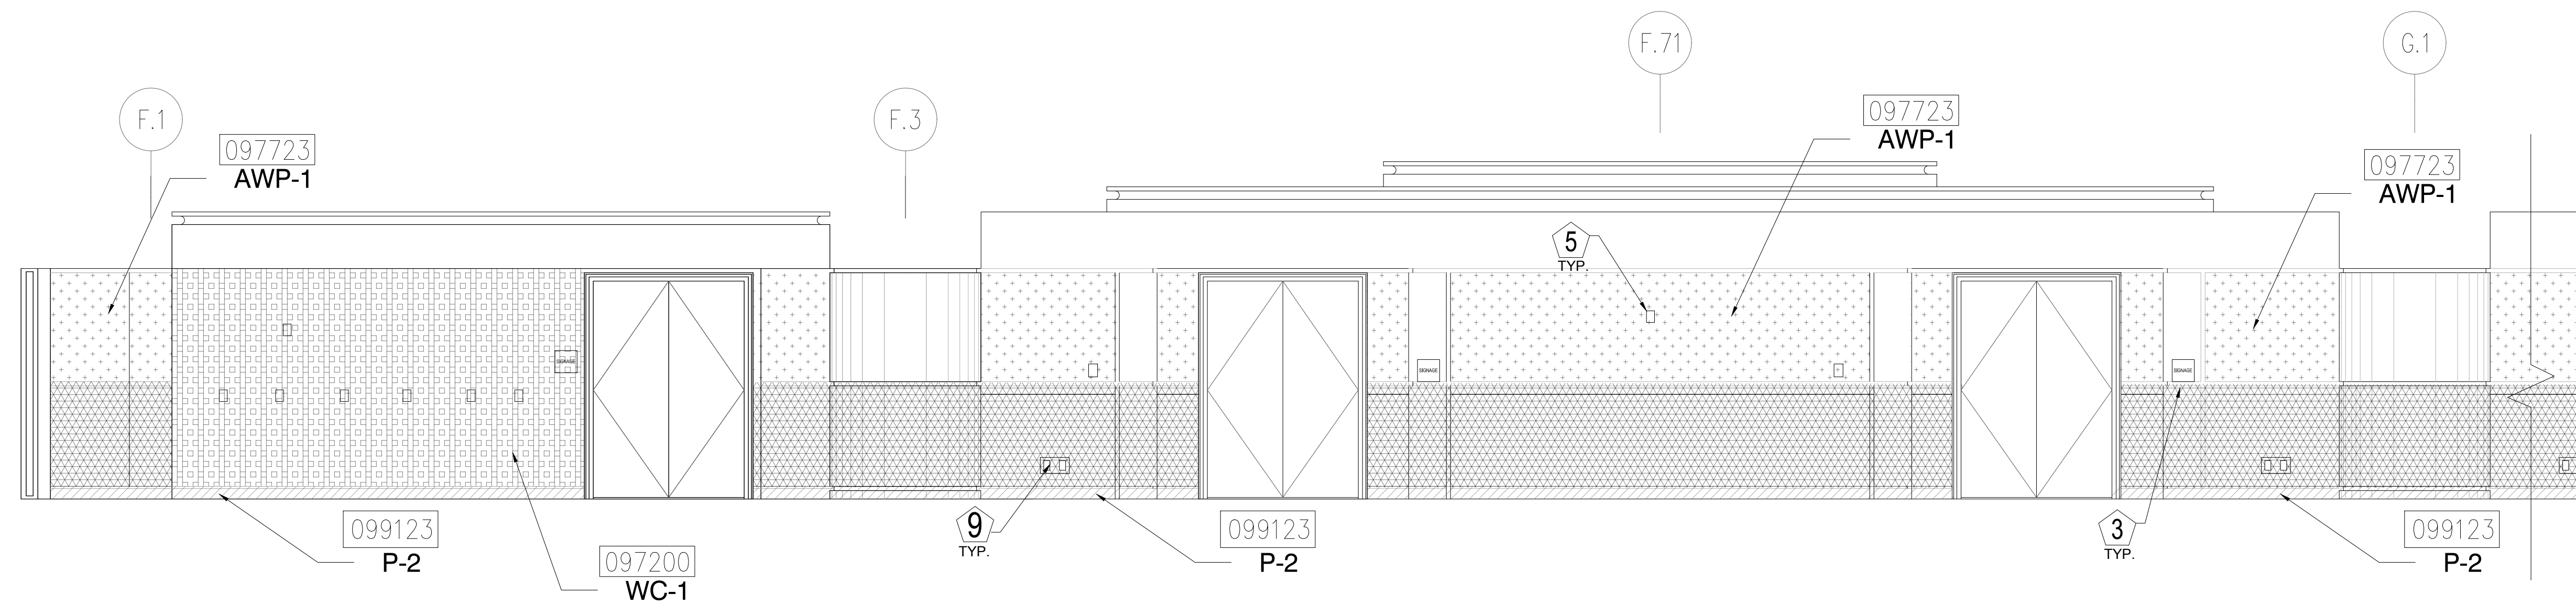 F.1
F.3
F.71
G.1
097723
AWP-1
097723
AWP-1
097723
AWP-1
5
TYP.
SIGNAGE
SIGNAGE
SIGNAGE
099123
P-2
097200
WC-1
9
TYP.
099123
P-2
3
TYP.
099123
P-2